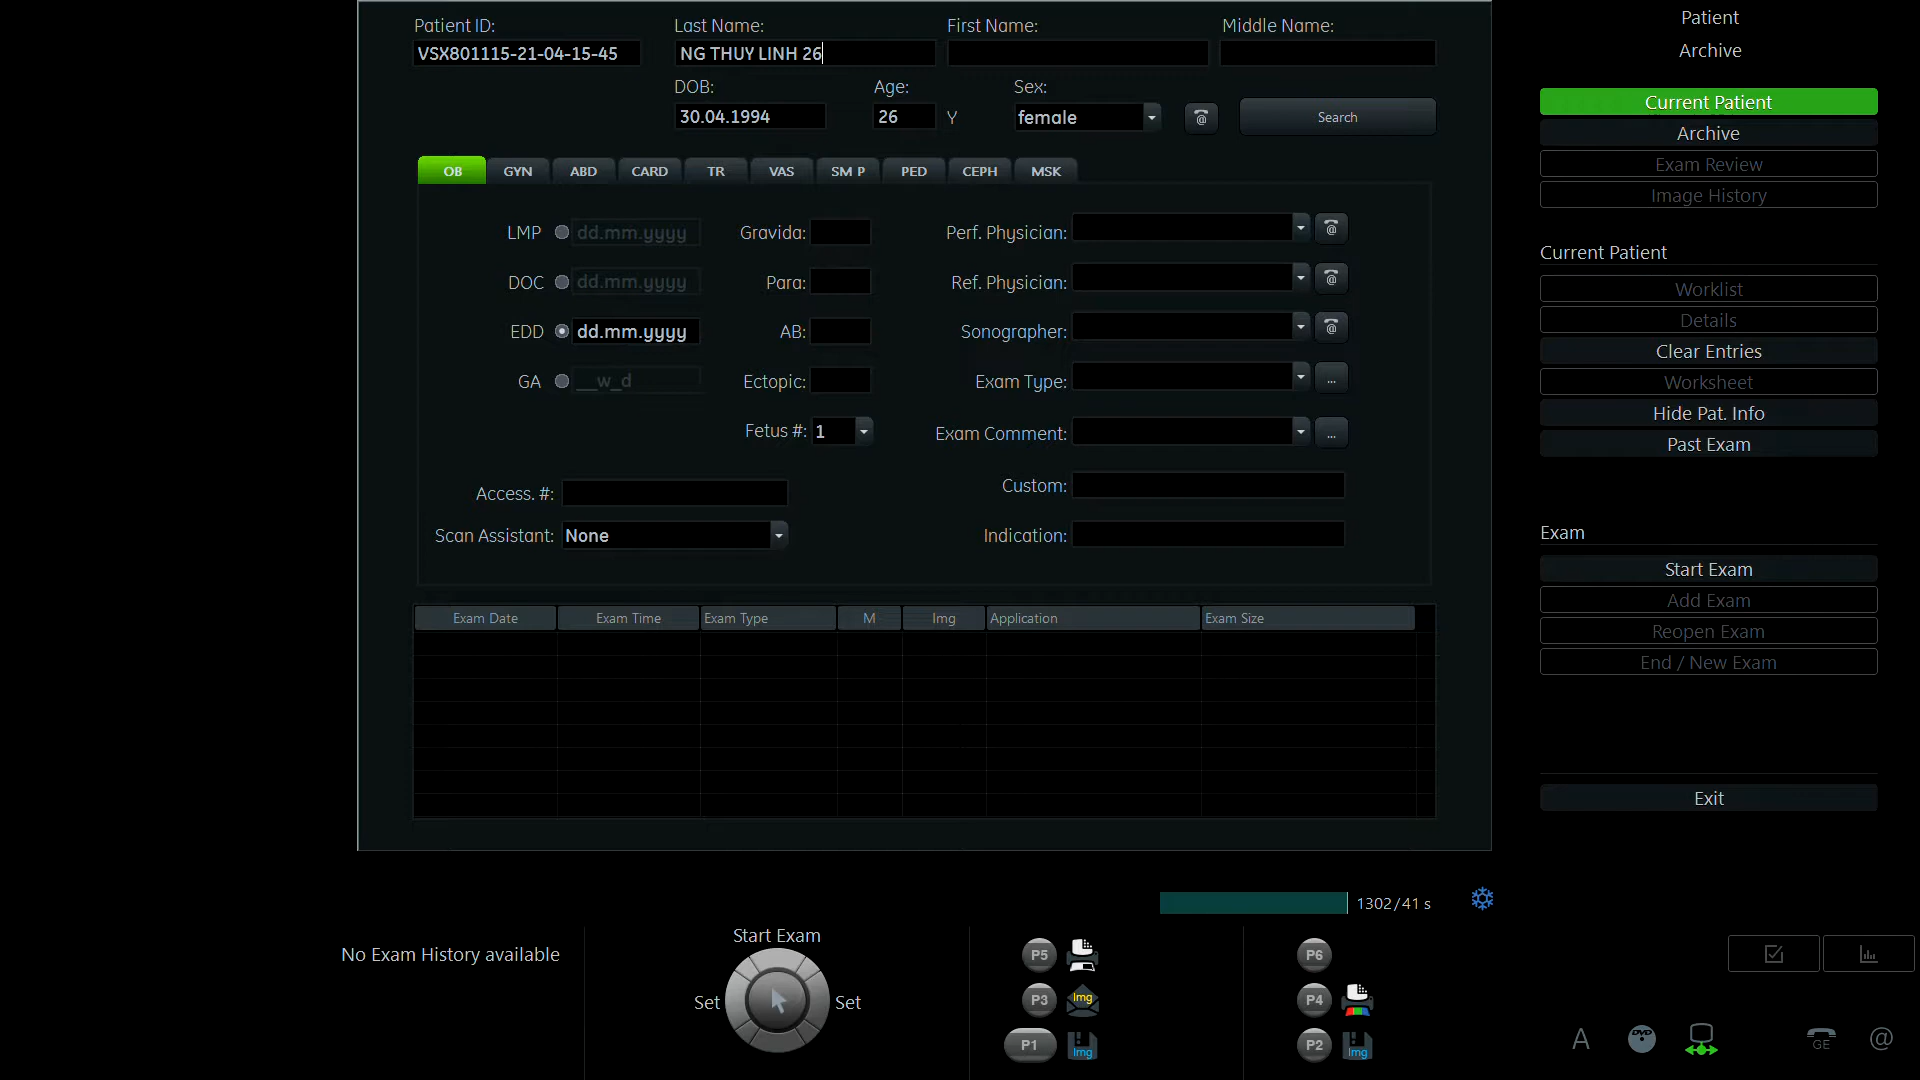 Patient ID: Last Name: First Name: Middle Name:
VSX801115-21-04-15-45 NG THUY LINH 26
DOB: Age: Sex:
30.04.1994 26 Y female @ Search
OB GYN ABD CARD TR VAS SM P PED CEPH MSK
LMP dd.mm.yyyy Gravida: Perf. Physician: @
DOC dd.mm.yyyy Para: Ref. Physician: @
EDD dd.mm.yyyy AB: Sonographer: @
GA __w_d Ectopic: Exam Type: ...
Fetus #: 1 Exam Comment: ...
Access. #: Custom:
Scan Assistant: None Indication:
Exam Date Exam Time Exam Type M Img Application Exam Size
Patient
Archive
Current Patient
Archive
Exam Review
Image History
Current Patient
Worklist
Details
Clear Entries
Worksheet
Hide Pat. Info
Past Exam
Exam
Start Exam
Add Exam
Reopen Exam
End / New Exam
Exit
1302/41 s
No Exam History available
Start Exam
Set Set
P5 P6
P3 Img P4
P1 Img P2 Img
A DVD GE @